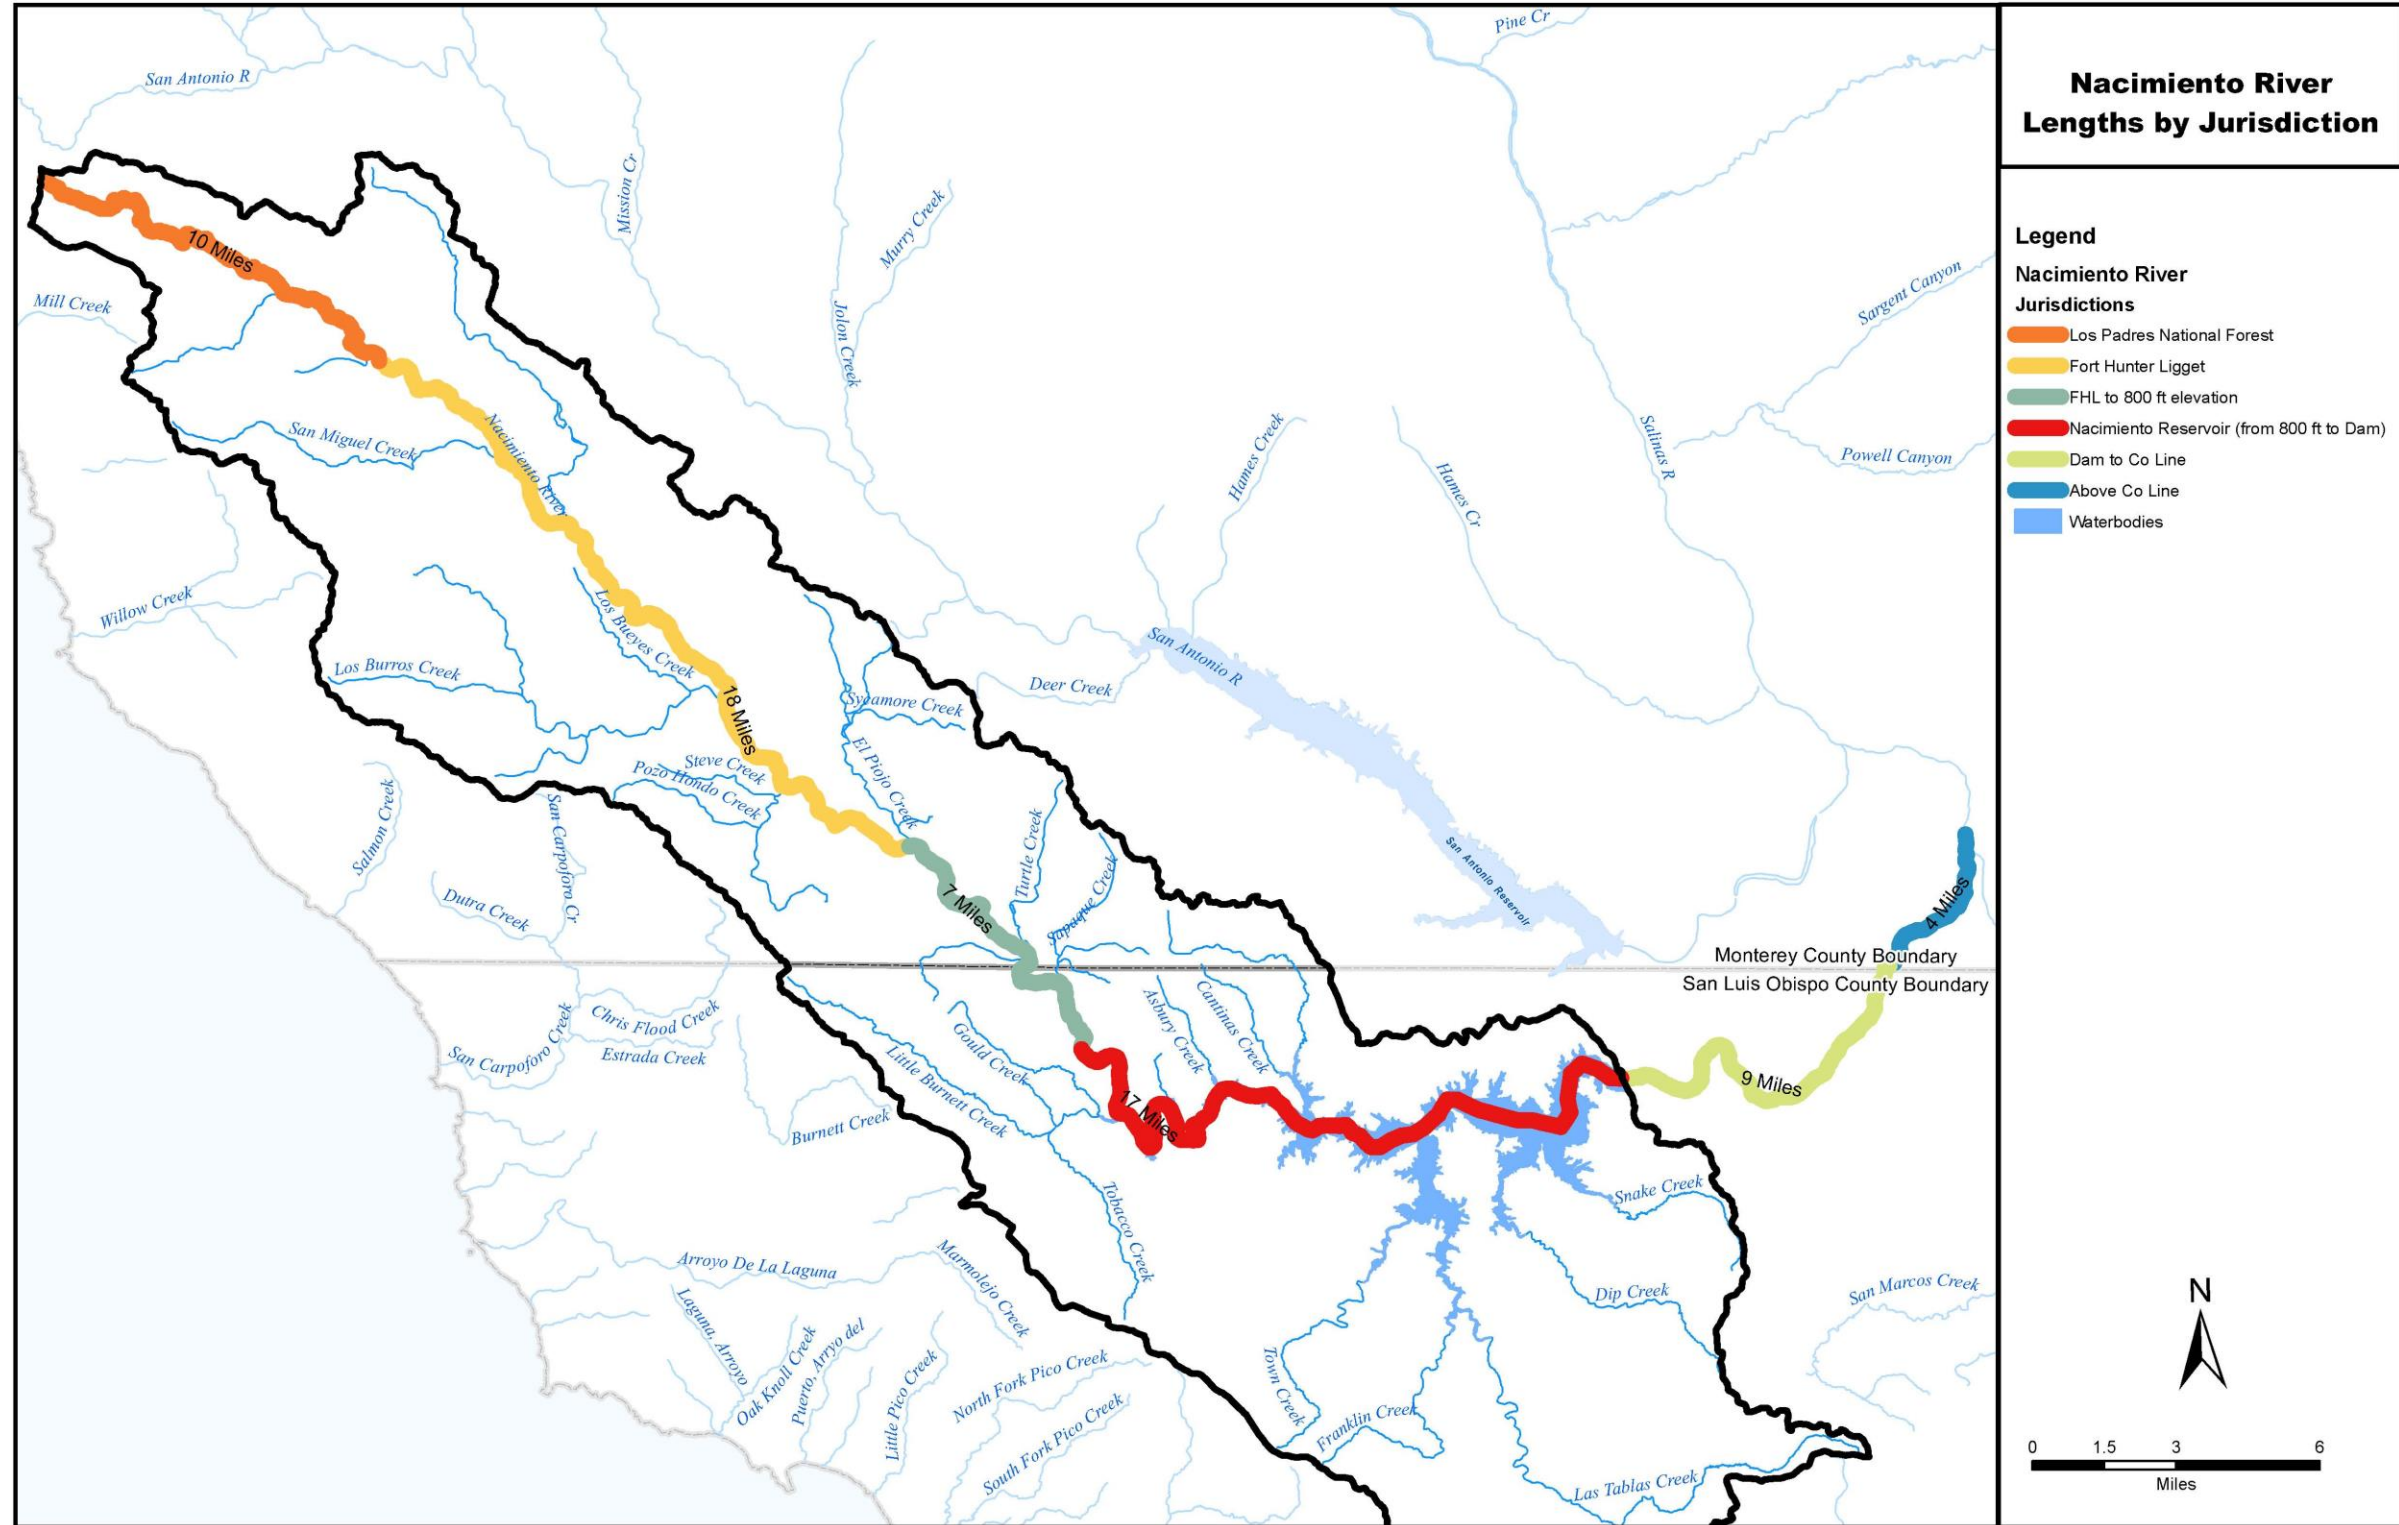 Nacimiento River
Lengths by Jurisdiction
Legend
Nacimiento River
Jurisdictions
Los Padres National Forest
Fort Hunter Ligget
FHL to 800 ft elevation
Nacimiento Reservoir (from 800 ft to Dam)
Dam to Co Line
Above Co Line
Waterbodies
N
0 1.5 3 6
Miles
Pine Cr
San Antonio R
Mission Cr
Murry Creek
Jolon Creek
10 Miles
Mill Creek
Sargent Canyon
Powell Canyon
Salinas R
Hames Creek
Hames Cr
San Miguel Creek
Nacimiento River
Willow Creek
Los Bueyes Creek
Los Burros Creek
18 Miles
San Antonio R
Deer Creek
Sycamore Creek
El Piojo Creek
Steve Creek
Pozo Hondo Creek
Salmon Creek
San Carpoforo Cr
Dutra Creek
Turtle Creek
Sapaque Creek
7 Miles
San Antonio Reservoir
4 Miles
Monterey County Boundary
San Luis Obispo County Boundary
Chris Flood Creek
San Carpoforo Creek
Estrada Creek
Gould Creek
Little Burnett Creek
Asbury Creek
Cantinas Creek
17 Miles
9 Miles
Burnett Creek
Tobacco Creek
Snake Creek
Arroyo De La Laguna
Marmolejo Creek
Dip Creek
San Marcos Creek
Laguna, Arroyo
Oak Knoll Creek
Puerto, Arryo del
Little Pico Creek
North Fork Pico Creek
South Fork Pico Creek
Town Creek
Franklin Creek
Las Tablas Creek